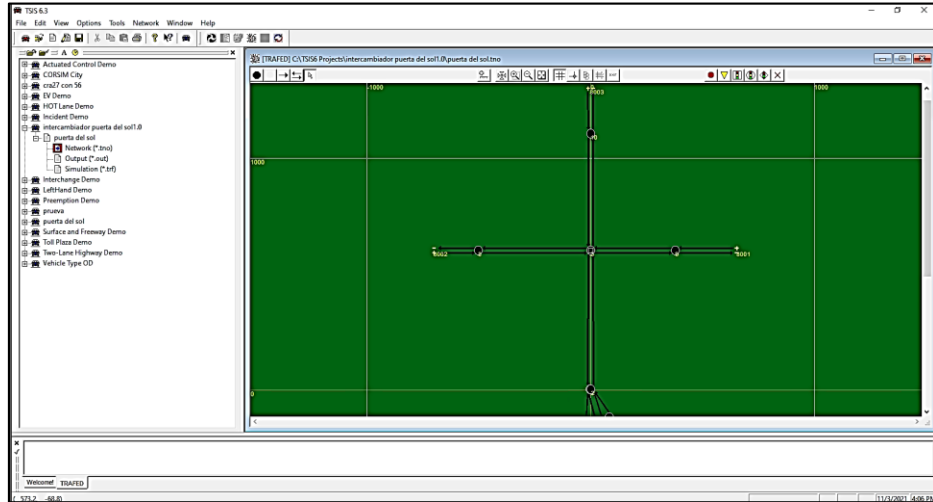 TSIS 6.3
File Edit View Options Tools Network Window Help
A
Actuated Control Demo
CORSIM City
cra27 con 56
EV Demo
HOT Lane Demo
Incident Demo
intercambiador puerta del sol1.0
puerta del sol
Network (*.tno)
Output (*.out)
Simulation (*.trf)
Interchange Demo
LeftHand Demo
Preemption Demo
prueva
puerta del sol
Surface and Freeway Demo
Toll Plaza Demo
Two-Lane Highway Demo
Vehicle Type OD
[TRAFED] C:\TSIS6 Projects\intercambiador puerta del sol1.0\puerta del sol.tno
-1000
1000
1000
8002
8001
0
Welcome! TRAFED
( 573.2, -68.8)
11/3/2021 4:06 PM